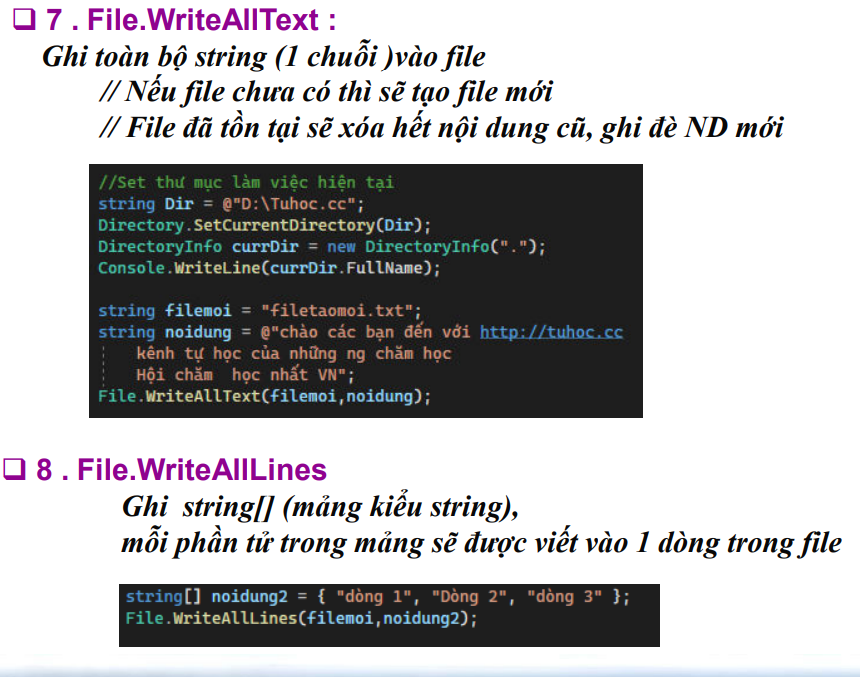 ❑ 7 . File.WriteAllText :
Ghi toàn bộ string (1 chuỗi )vào file
// Nếu file chưa có thì sẽ tạo file mới
// File đã tồn tại sẽ xóa hết nội dung cũ, ghi đè ND mới
//Set thư mục làm việc hiện tại
string Dir = @"D:\Tuhoc.cc";
Directory.SetCurrentDirectory(Dir);
DirectoryInfo currDir = new DirectoryInfo(".");
Console.WriteLine(currDir.FullName);
string filemoi = "filetaomoi.txt";
string noidung = @"chào các bạn đến với http://tuhoc.cc
kênh tự học của những ng chăm học
Hội chăm  học nhất VN";
File.WriteAllText(filemoi,noidung);
❑ 8 . File.WriteAllLines
Ghi  string[] (mảng kiểu string),
mỗi phần tử trong mảng sẽ được viết vào 1 dòng trong file
string[] noidung2 = { "dòng 1", "Dòng 2", "dòng 3" };
File.WriteAllLines(filemoi,noidung2);